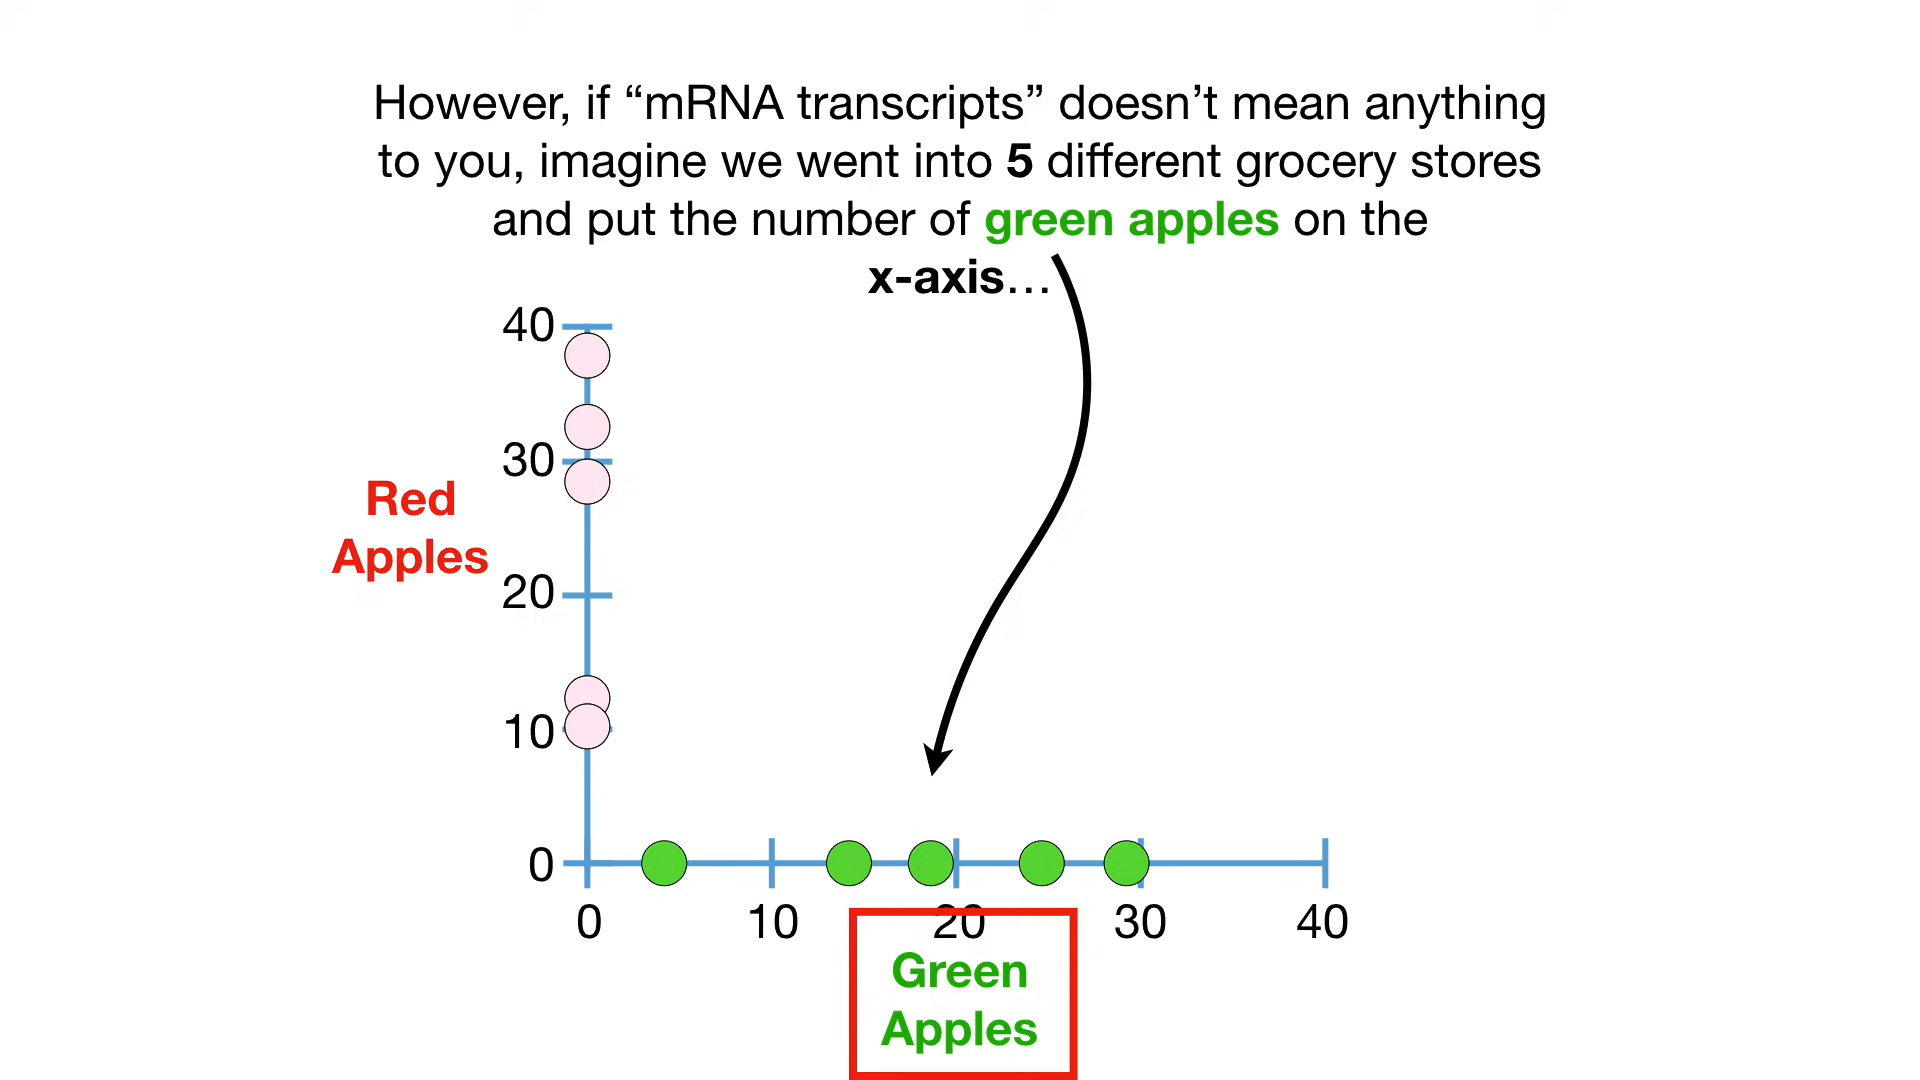 However, if “mRNA transcripts” doesn’t mean anything
to you, imagine we went into 5 different grocery stores
and put the number of green apples on the
x-axis…
40
30
Red
Apples
20
10
0
0 10 20 30 40
Green
Apples